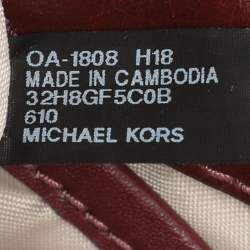 OA-1808 H18
MADE IN CAMBODIA
32H8GF5C0B
610
MICHAEL KORS